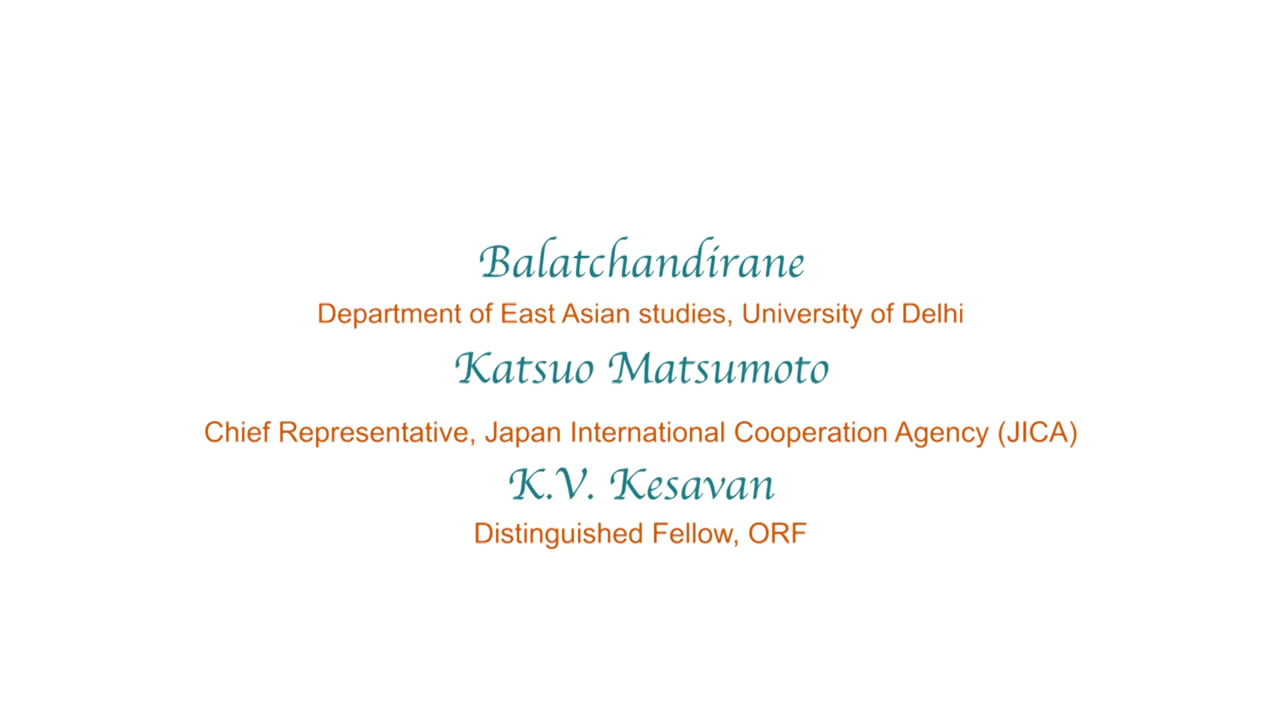 Balatchandirane
Department of East Asian studies, University of Delhi
Katsuo Matsumoto
Chief Representative, Japan International Cooperation Agency (JICA)
K.V. Kesavan
Distinguished Fellow, ORF